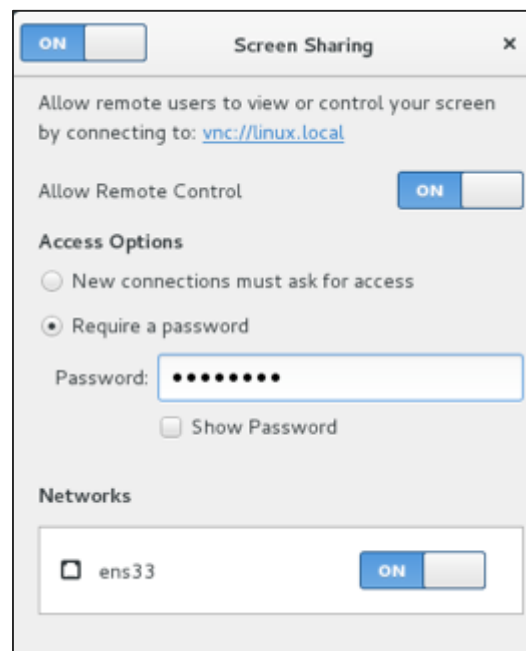 ON Screen Sharing ×
Allow remote users to view or control your screen
by connecting to: vnc://linux.local
Allow Remote Control ON
Access Options
New connections must ask for access
Require a password
Password: ••••••••
Show Password
Networks
ens33 ON